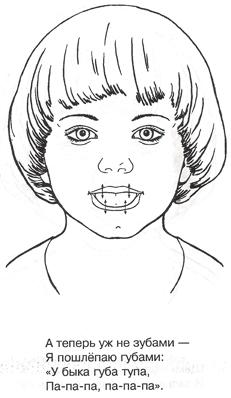 А теперь уж не зубами —
Я пошлёпаю губами:
«У быка губа тупа,
Па-па-па, па-па-па».